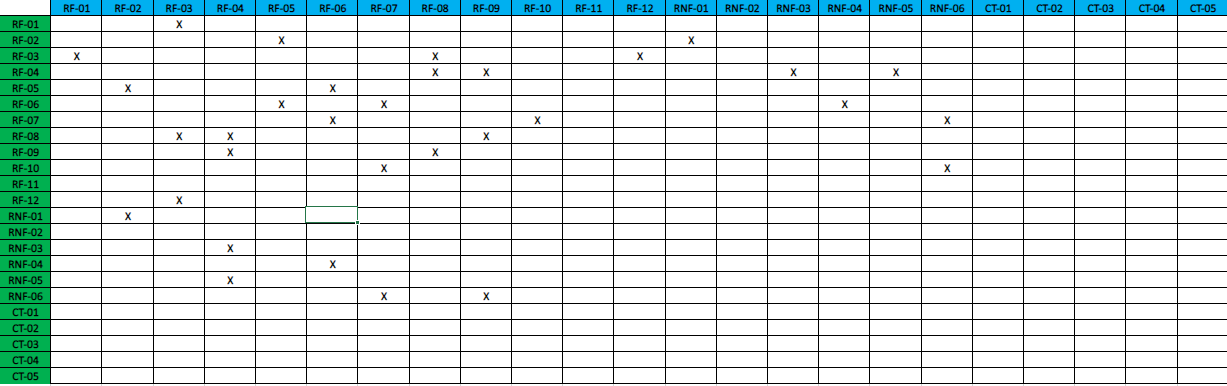 RF-01 RF-02 RF-03 RF-04 RF-05 RF-06 RF-07 RF-08 RF-09 RF-10 RF-11 RF-12 RNF-01 RNF-02 RNF-03 RNF-04 RNF-05 RNF-06 CT-01 CT-02 CT-03 CT-04 CT-05
RF-01 X
RF-02 X X
RF-03 X X X
RF-04 X X X X
RF-05 X X
RF-06 X X X
RF-07 X X X
RF-08 X X X
RF-09 X X
RF-10 X X
RF-11
RF-12 X
RNF-01 X
RNF-02
RNF-03 X
RNF-04 X
RNF-05 X
RNF-06 X X
CT-01
CT-02
CT-03
CT-04
CT-05